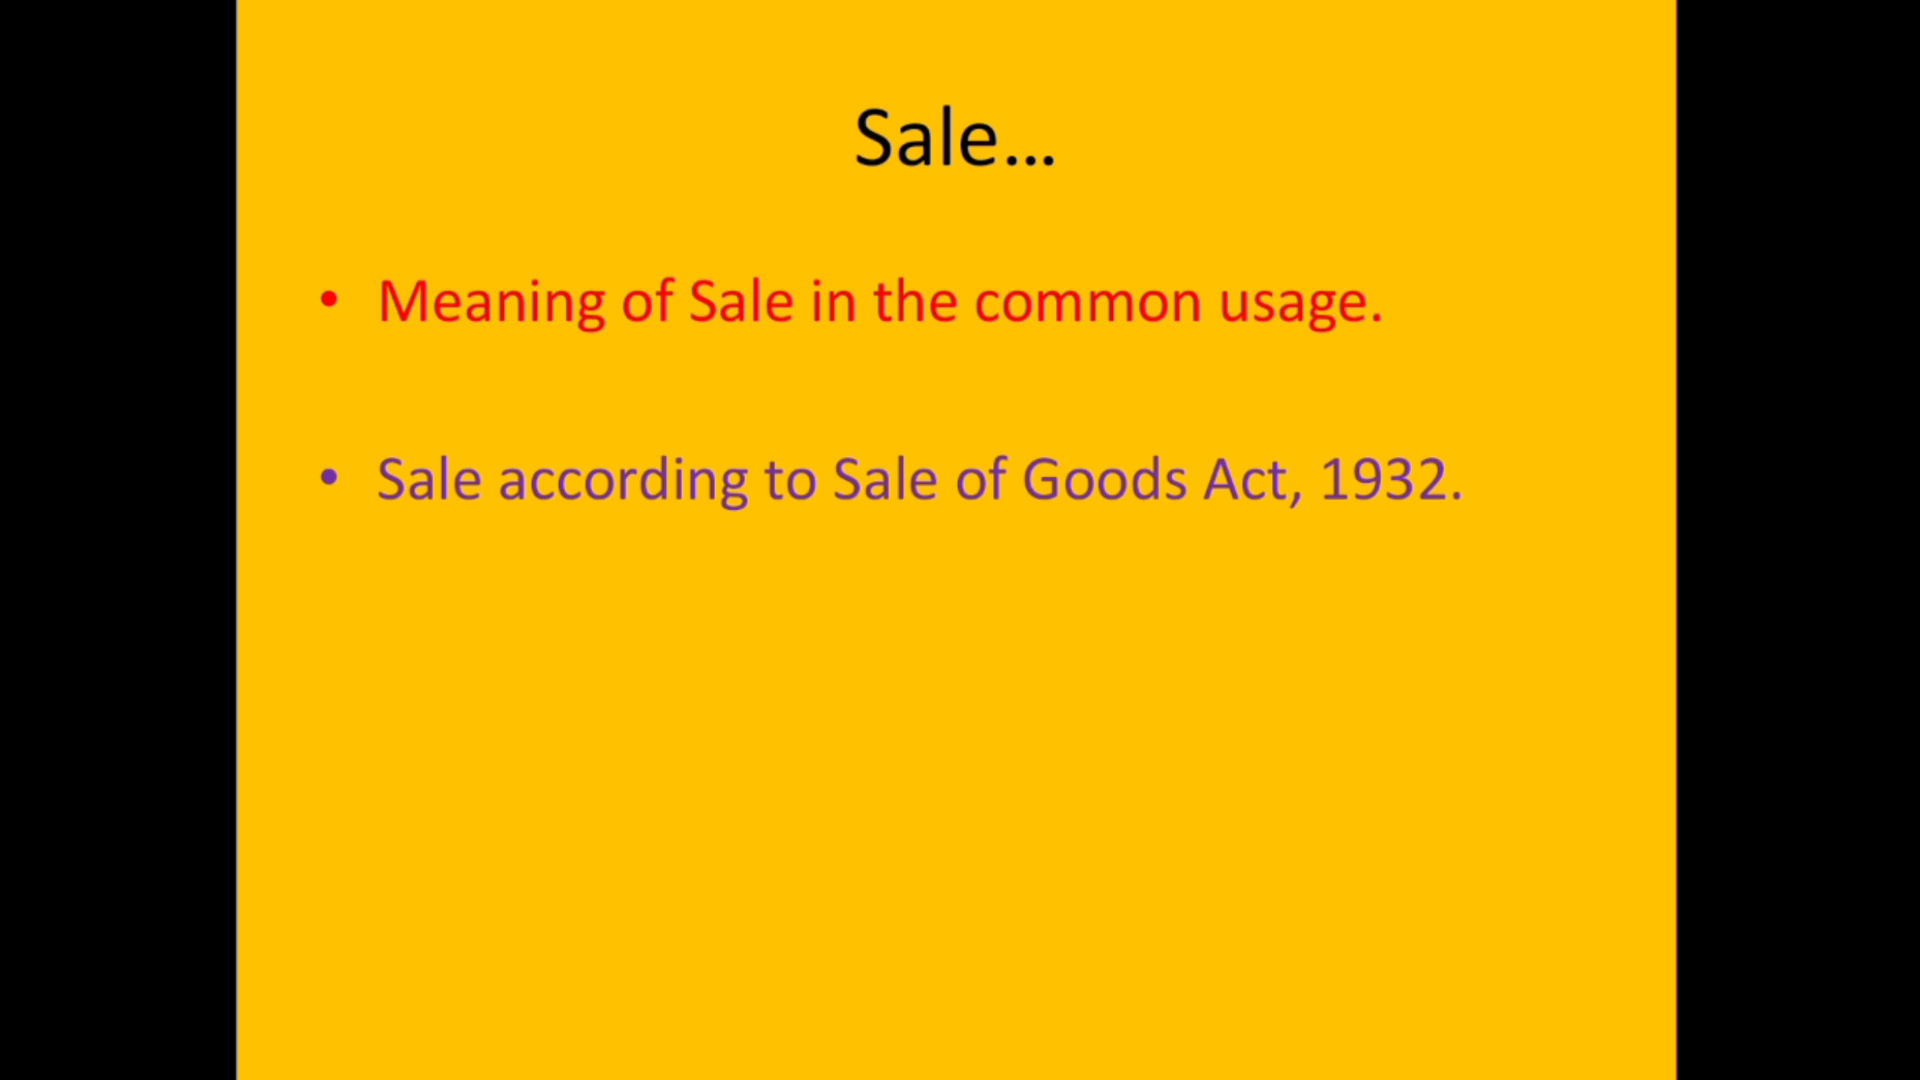 Sale...
• Meaning of Sale in the common usage.
• Sale according to Sale of Goods Act, 1932.